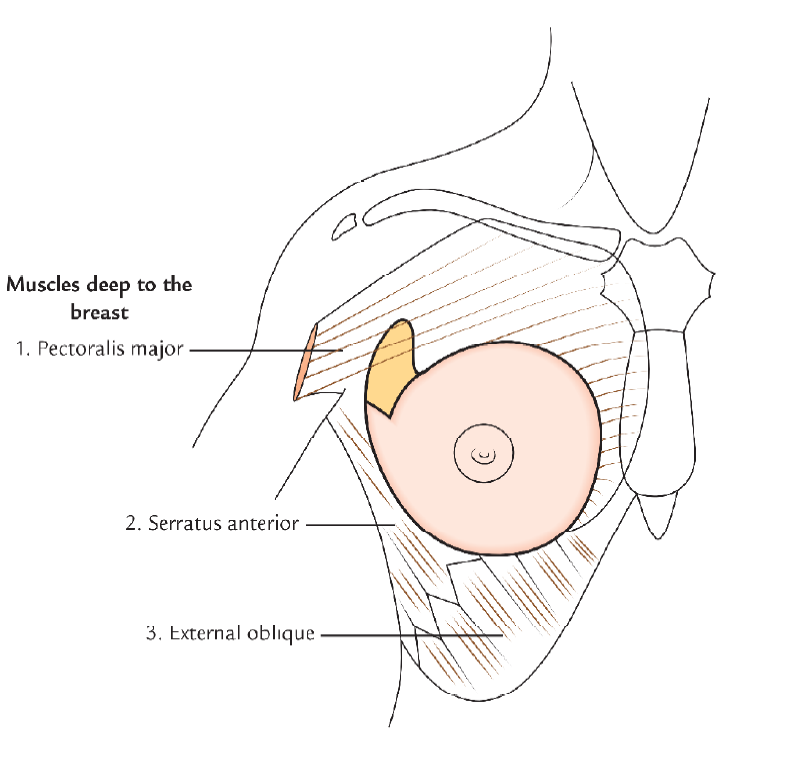 Muscles deep to the
breast
1. Pectoralis major
2. Serratus anterior
3. External oblique